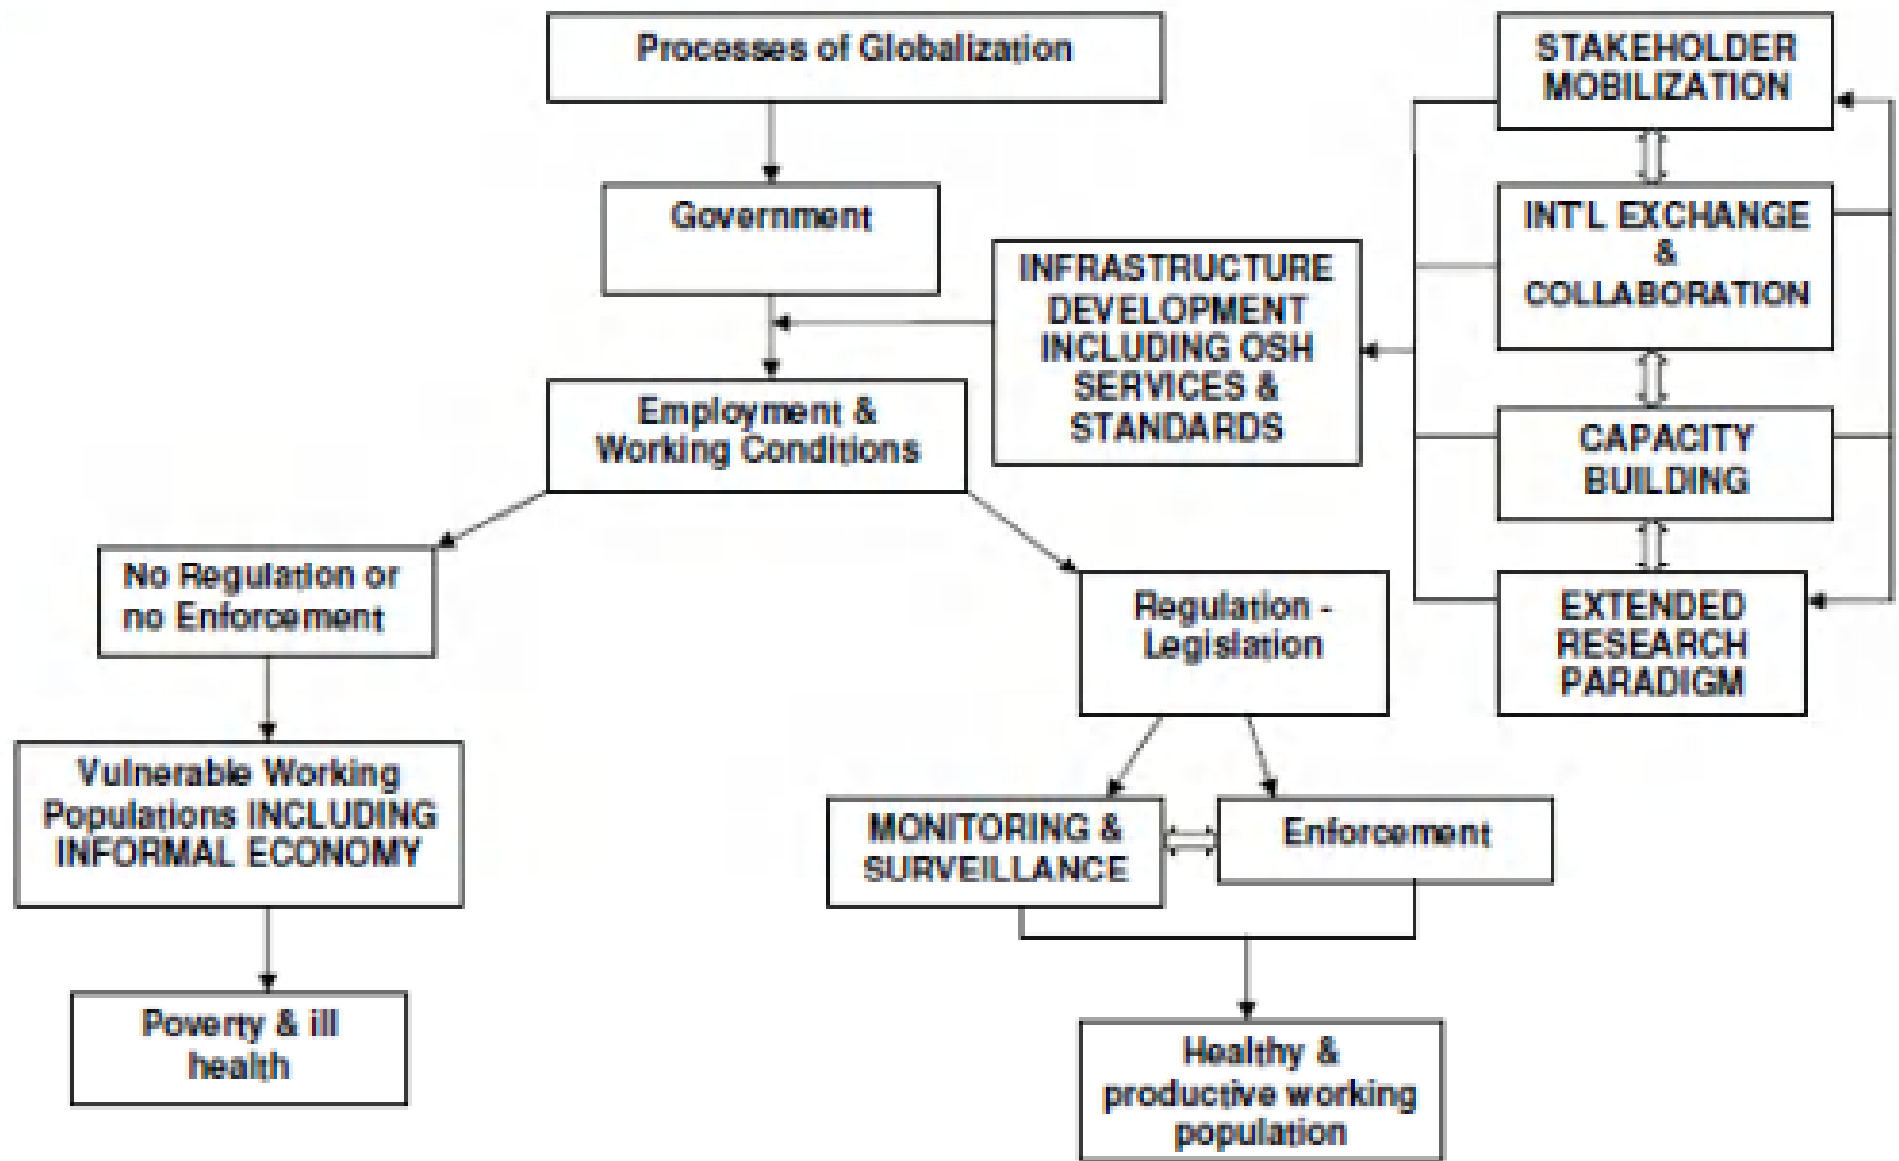 Processes of Globalization
STAKEHOLDER
MOBILIZATION
Government
INT'L EXCHANGE
&
COLLABORATION
INFRASTRUCTURE
DEVELOPMENT
INCLUDING OSH
SERVICES &
STANDARDS
Employment &
Working Conditions
CAPACITY
BUILDING
No Regulation or
no Enforcement
Regulation -
Legislation
EXTENDED
RESEARCH
PARADIGM
Vulnerable Working
Populations INCLUDING
INFORMAL ECONOMY
MONITORING &
SURVEILLANCE
Enforcement
Poverty & ill
health
Healthy &
productive working
population